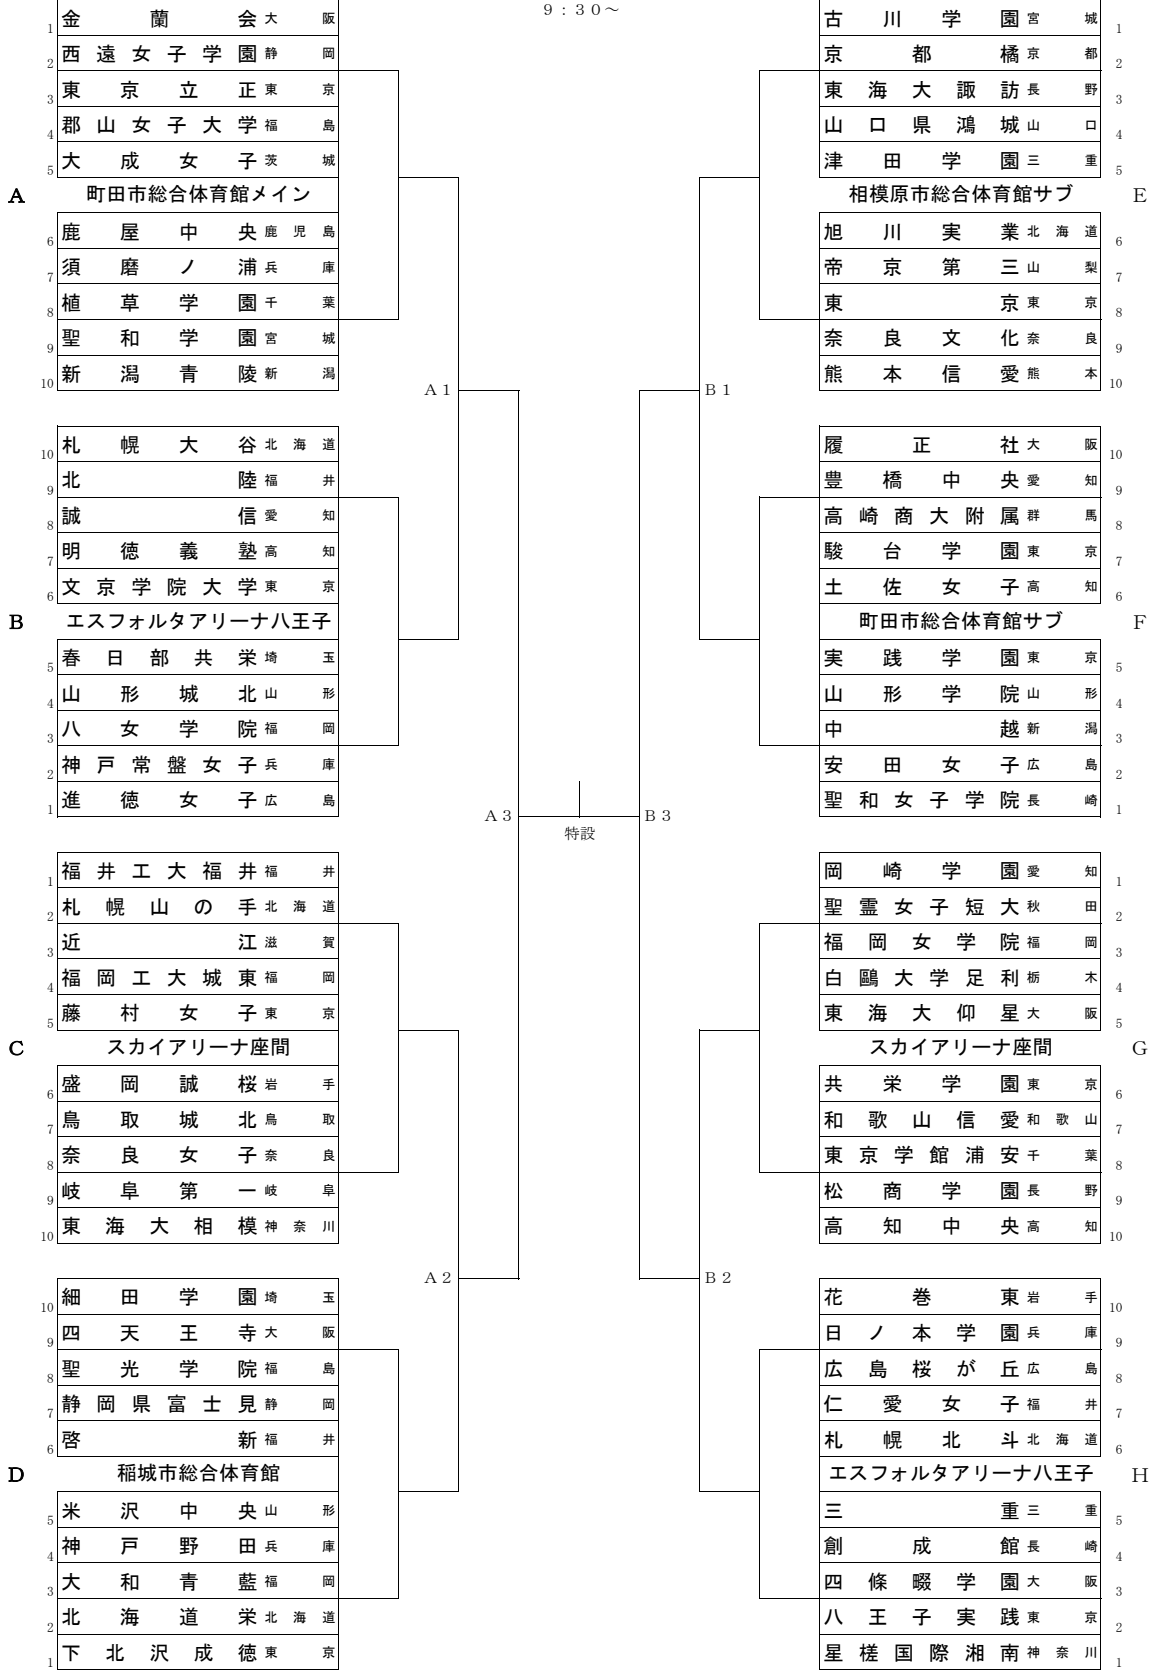 9：30～
1 金蘭会 大阪
2 西遠女子学園 静岡
3 東京立正 東京
4 郡山女子大学 福島
5 大成女子 茨城
A 町田市総合体育館メイン
6 鹿屋中央 鹿児島
7 須磨ノ浦 兵庫
8 植草学園 千葉
9 聖和学園 宮城
10 新潟青陵 新潟
A1
10 札幌大谷 北海道
9 北陸 福井
8 誠信 愛知
7 明徳義塾 高知
6 文京学院大学 東京
B エスフォルタアリーナ八王子
5 春日部共栄 埼玉
4 山形城北 山形
3 八女学院 福岡
2 神戸常盤女子 兵庫
1 進徳女子 広島
A3
特設
B3
1 福井工大福井 福井
2 札幌山の手 北海道
3 近江 滋賀
4 福岡工大城東 福岡
5 藤村女子 東京
C スカイアリーナ座間
6 盛岡誠桜 岩手
7 鳥取城北 鳥取
8 奈良女子 奈良
9 岐阜第一 岐阜
10 東海大相模 神奈川
A2
10 細田学園 埼玉
9 四天王寺 大阪
8 聖光学院 福島
7 静岡県富士見 静岡
6 啓新 福井
D 稲城市総合体育館
5 米沢中央 山形
4 神戸野田 兵庫
3 大和青藍 福岡
2 北海道栄 北海道
1 下北沢成徳 東京
古川学園 宮城 1
京都橘 京都 2
東海大諏訪 長野 3
山口県鴻城 山口 4
津田学園 三重 5
相模原市総合体育館サブ E
旭川実業 北海道 6
帝京第三 山梨 7
東京 東京 8
奈良文化 奈良 9
熊本信愛 熊本 10
B1
履正社 大阪 10
豊橋中央 愛知 9
高崎商大附属 群馬 8
駿台学園 東京 7
土佐女子 高知 6
町田市総合体育館サブ F
実践学園 東京 5
山形学院 山形 4
中越 新潟 3
安田女子 広島 2
聖和女子学院 長崎 1
岡崎学園 愛知 1
聖霊女子短大 秋田 2
福岡女学院 福岡 3
白鷗大学足利 栃木 4
東海大仰星 大阪 5
スカイアリーナ座間 G
共栄学園 東京 6
和歌山信愛 和歌山 7
東京学館浦安 千葉 8
松商学園 長野 9
高知中央 高知 10
B2
花巻東 岩手 10
日ノ本学園 兵庫 9
広島桜が丘 広島 8
仁愛女子 福井 7
札幌北斗 北海道 6
エスフォルタアリーナ八王子 H
三重 三重 5
創成館 長崎 4
四條畷学園 大阪 3
八王子実践 東京 2
星槎国際湘南 神奈川 1